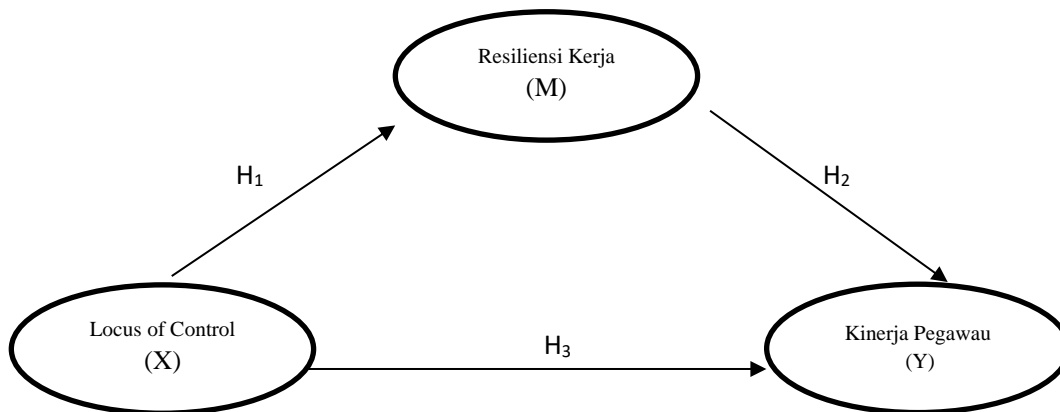 Resiliensi Kerja
(M)
H₁
H₂
Locus of Control
(X)
H₃
Kinerja Pegawau
(Y)